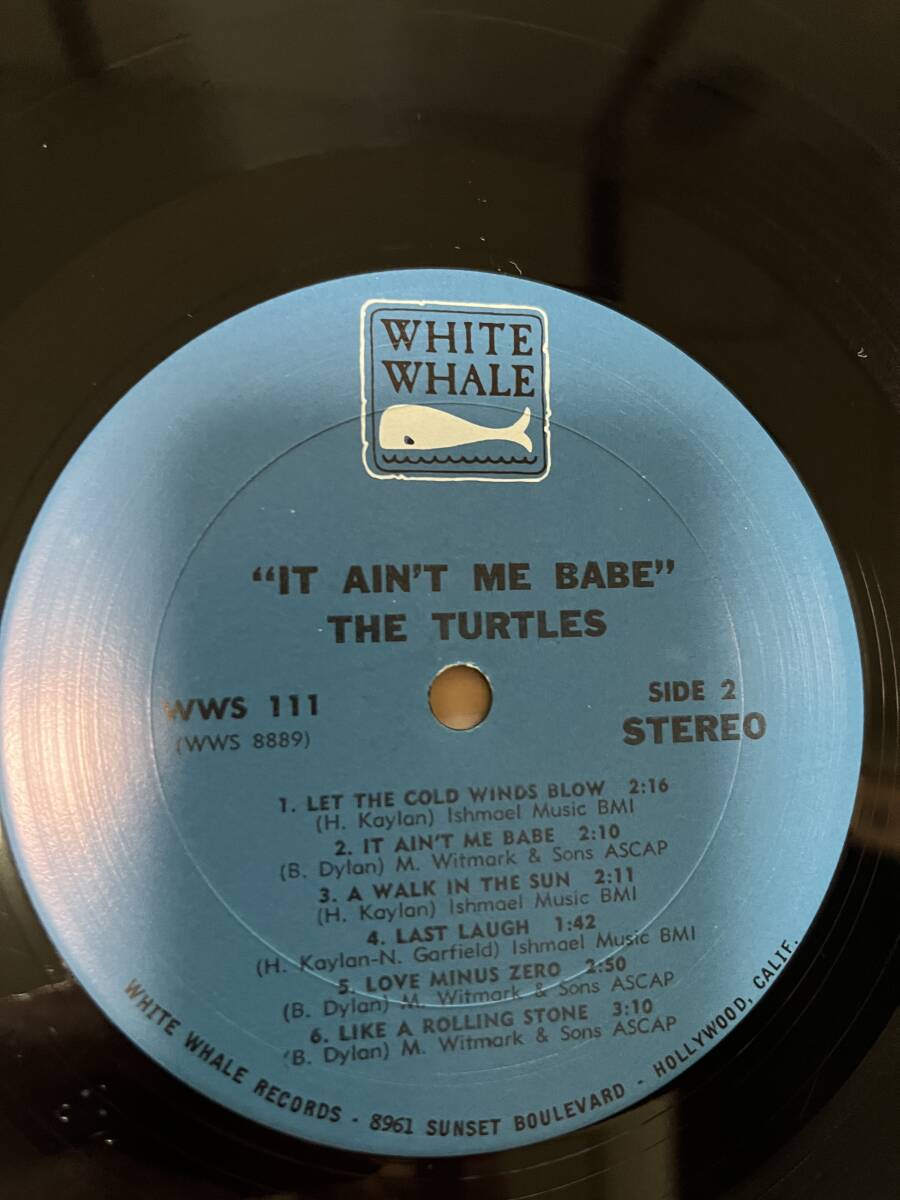 WHITE
WHALE
“IT AIN'T ME BABE”
THE TURTLES
WWS 111
(WWS 8889)
SIDE 2
STEREO
1. LET THE COLD WINDS BLOW 2:16
(H. Kaylan) Ishmael Music BMI
2. IT AIN'T ME BABE 2:10
(B. Dylan) M. Witmark & Sons ASCAP
3. A WALK IN THE SUN 2:11
(H. Kaylan) Ishmael Music BMI
4. LAST LAUGH 1:42
(H. Kaylan-N. Garfield) Ishmael Music BMI
5. LOVE MINUS ZERO 2:50
(B. Dylan) M. Witmark & Sons ASCAP
6. LIKE A ROLLING STONE 3:10
(B. Dylan) M. Witmark & Sons ASCAP
WHITE WHALE RECORDS - 8961 SUNSET BOULEVARD - HOLLYWOOD, CALIF.